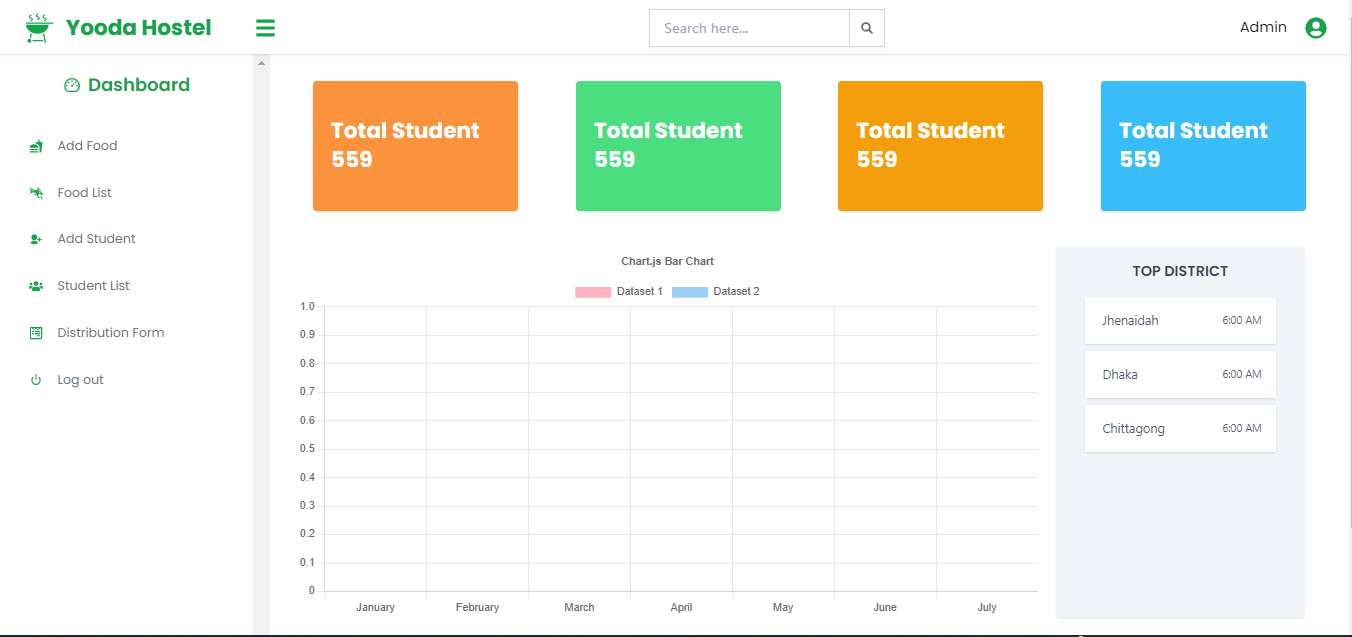 Yooda Hostel
Search here...
Admin
Dashboard
Add Food
Food List
Add Student
Student List
Distribution Form
Log out
Total Student
559
Total Student
559
Total Student
559
Total Student
559
Chart.js Bar Chart
Dataset 1 Dataset 2
1.0
0.9
0.8
0.7
0.6
0.5
0.4
0.3
0.2
0.1
0
January February March April May June July
TOP DISTRICT
Jhenaidah 6:00 AM
Dhaka 6:00 AM
Chittagong 6:00 AM